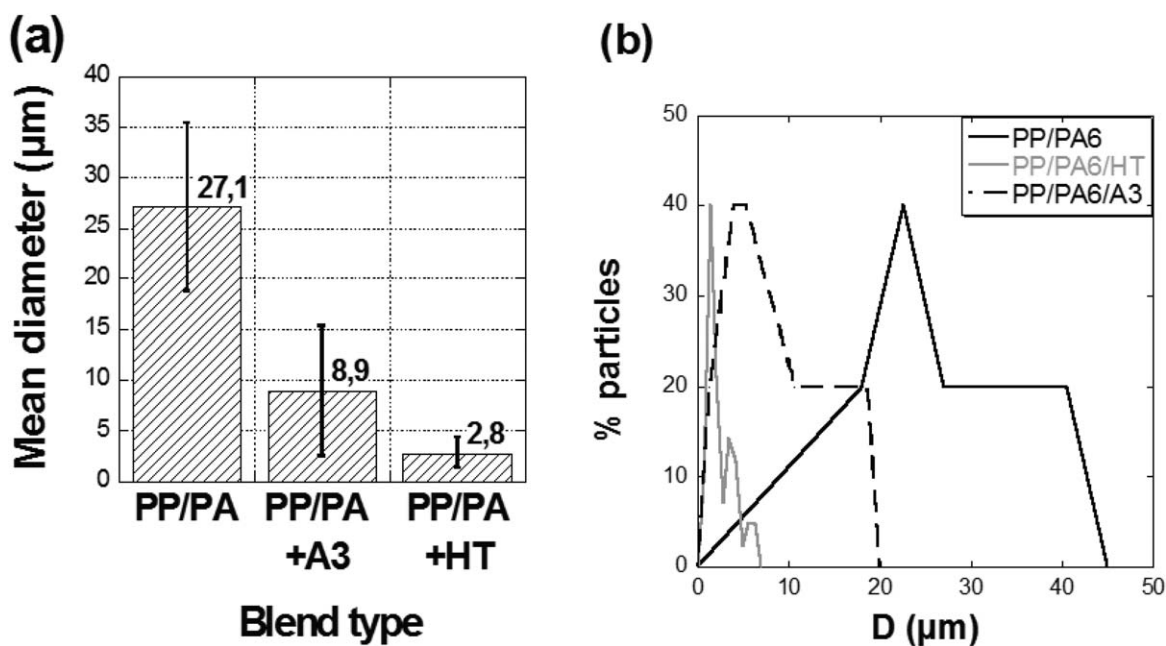 (a)
Mean diameter (µm)
40
35
30
25
20
15
10
5
0
27,1
8,9
2,8
PP/PA
PP/PA
+A3
PP/PA
+HT
Blend type
(b)
% particles
50
40
30
20
10
0
PP/PA6
PP/PA6/HT
PP/PA6/A3
0 10 20 30 40 50
D (µm)